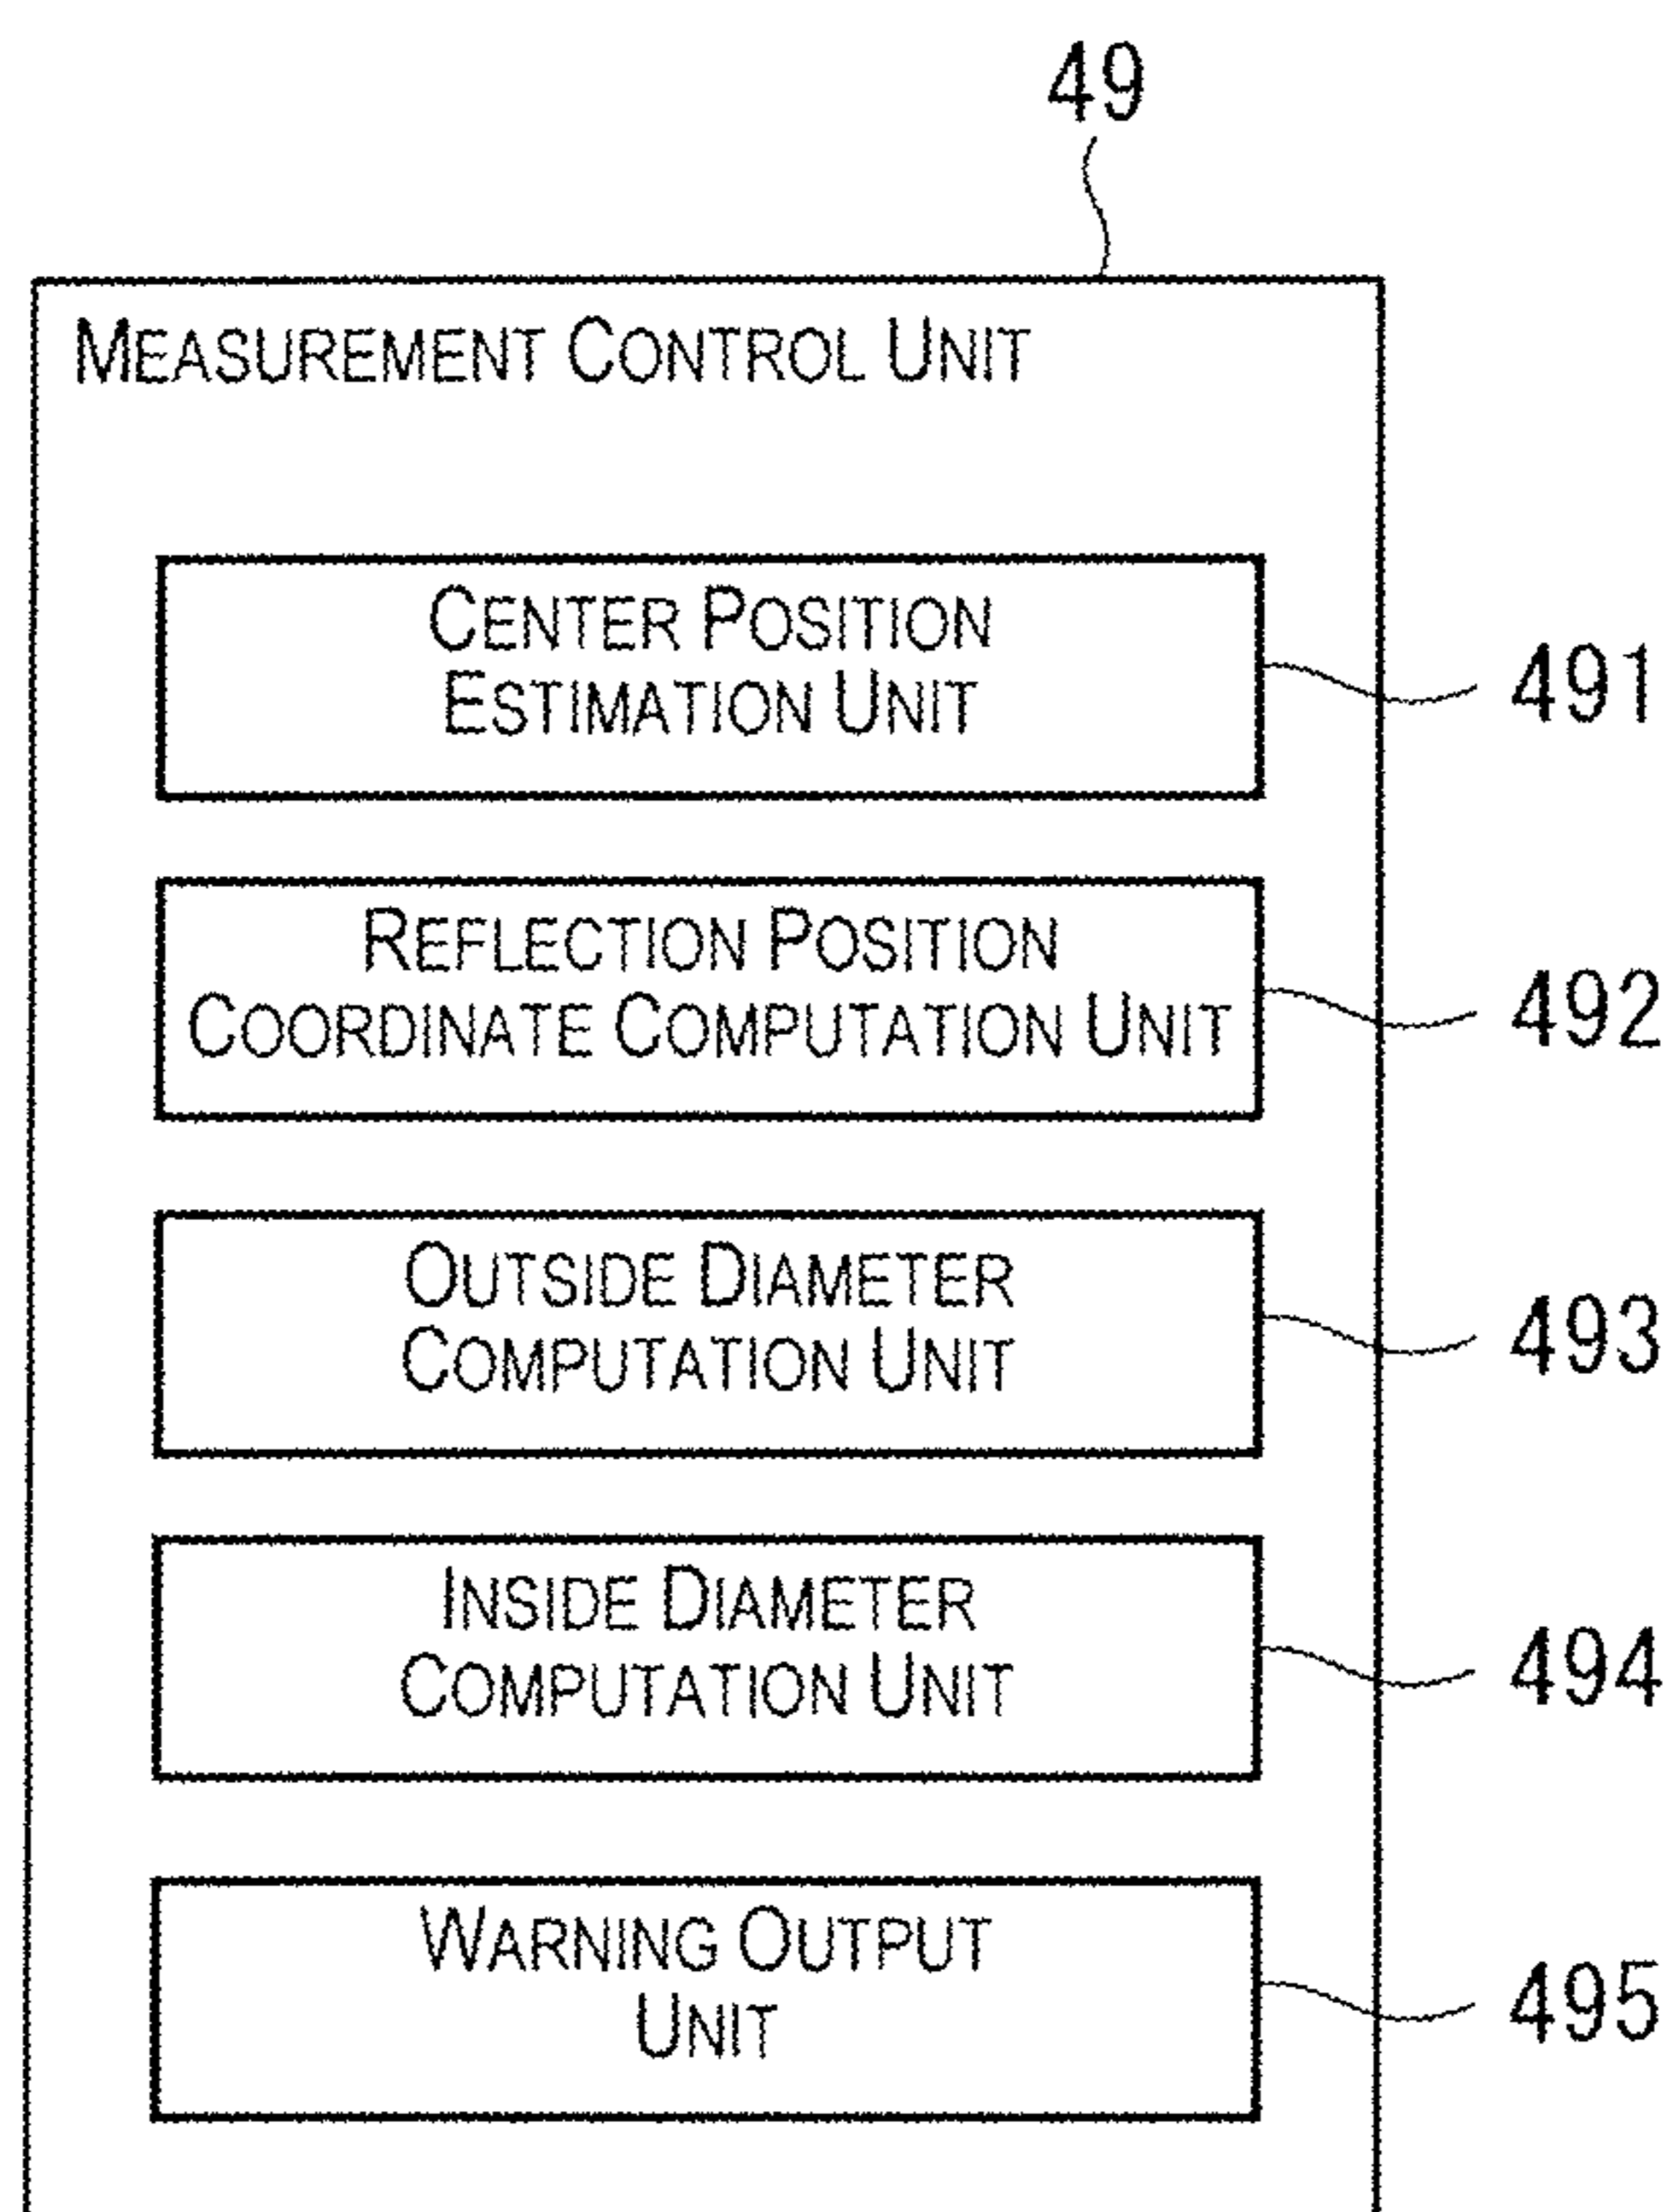 49
MEASUREMENT CONTROL UNIT
CENTER POSITION
ESTIMATION UNIT
491
REFLECTION POSITION
COORDINATE COMPUTATION UNIT
492
OUTSIDE DIAMETER
COMPUTATION UNIT
493
INSIDE DIAMETER
COMPUTATION UNIT
494
WARNING OUTPUT
UNIT
495